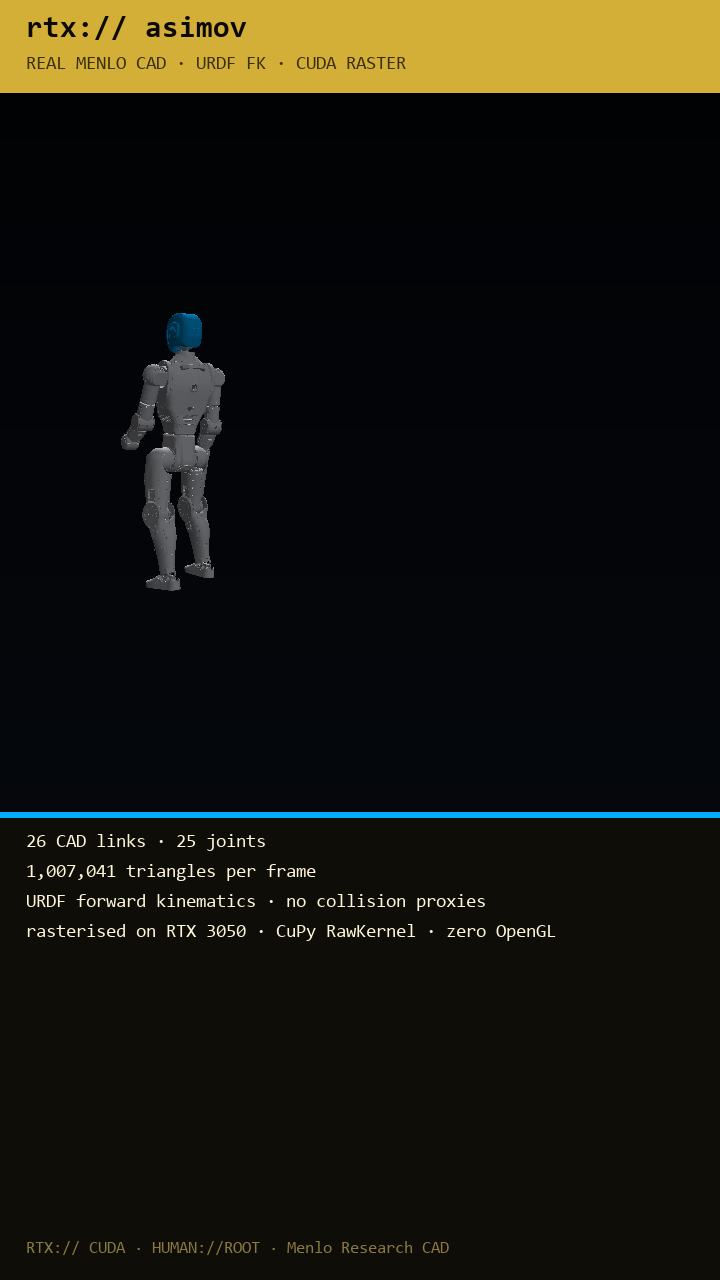 rtx:// asimov
REAL MENLO CAD · URDF FK · CUDA RASTER
26 CAD links · 25 joints
1,007,041 triangles per frame
URDF forward kinematics · no collision proxies
rasterised on RTX 3050 · CuPy RawKernel · zero OpenGL
RTX:// CUDA · HUMAN://ROOT · Menlo Research CAD